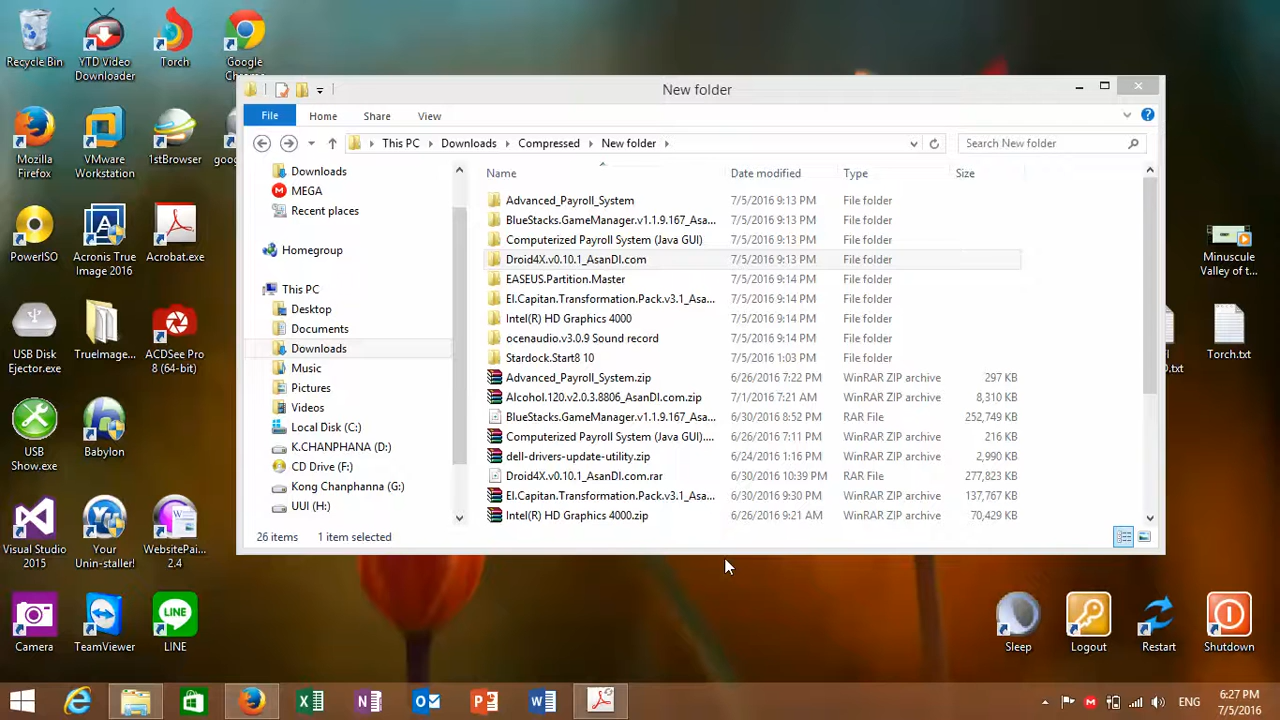 Recycle Bin
YTD Video Downloader
Torch
Google Chrome
Mozilla Firefox
VMware Workstation
1stBrowser
goog
PowerISO
Acronis True Image 2016
Acrobat.exe
USB Disk Ejector.exe
TrueImage...
ACDSee Pro 8 (64-bit)
USB Show.exe
Babylon
Visual Studio 2015
Your Unin-staller!
WebsitePai... 2.4
Camera
TeamViewer
LINE
New folder
File Home Share View
This PC Downloads Compressed New folder
Search New folder
Downloads
MEGA
Recent places
Homegroup
This PC
Desktop
Documents
Downloads
Music
Pictures
Videos
Local Disk (C:)
K.CHANPHANA (D:)
CD Drive (F:)
Kong Chanphanna (G:)
UUI (H:)
Name Date modified Type Size
Advanced_Payroll_System 7/5/2016 9:13 PM File folder
BlueStacks.GameManager.v1.1.9.167_Asa... 7/5/2016 9:13 PM File folder
Computerized Payroll System (Java GUI) 7/5/2016 9:13 PM File folder
Droid4X.v0.10.1_AsanDl.com 7/5/2016 9:13 PM File folder
EASEUS.Partition.Master 7/5/2016 9:14 PM File folder
El.Capitan.Transformation.Pack.v3.1_Asa... 7/5/2016 9:14 PM File folder
Intel(R) HD Graphics 4000 7/5/2016 9:14 PM File folder
ocenaudio.v3.0.9 Sound record 7/5/2016 9:14 PM File folder
Stardock.Start8 10 7/5/2016 1:03 PM File folder
Advanced_Payroll_System.zip 6/26/2016 7:22 PM WinRAR ZIP archive 297 KB
Alcohol.120.v2.0.3.8806_AsanDl.com.zip 7/1/2016 7:21 AM WinRAR ZIP archive 8,310 KB
BlueStacks.GameManager.v1.1.9.167_Asa... 6/30/2016 8:52 PM RAR File 252,749 KB
Computerized Payroll System (Java GUI).... 6/26/2016 7:11 PM WinRAR ZIP archive 216 KB
dell-drivers-update-utility.zip 6/24/2016 1:16 PM WinRAR ZIP archive 2,990 KB
Droid4X.v0.10.1_AsanDl.com.rar 6/30/2016 10:39 PM RAR File 277,823 KB
El.Capitan.Transformation.Pack.v3.1_Asa... 6/30/2016 9:30 PM WinRAR ZIP archive 137,767 KB
Intel(R) HD Graphics 4000.zip 6/26/2016 9:21 AM WinRAR ZIP archive 70,429 KB
26 items 1 item selected
Minuscule Valley of t...
Torch.txt
Sleep
Logout
Restart
Shutdown
ENG
6:27 PM
7/5/2016